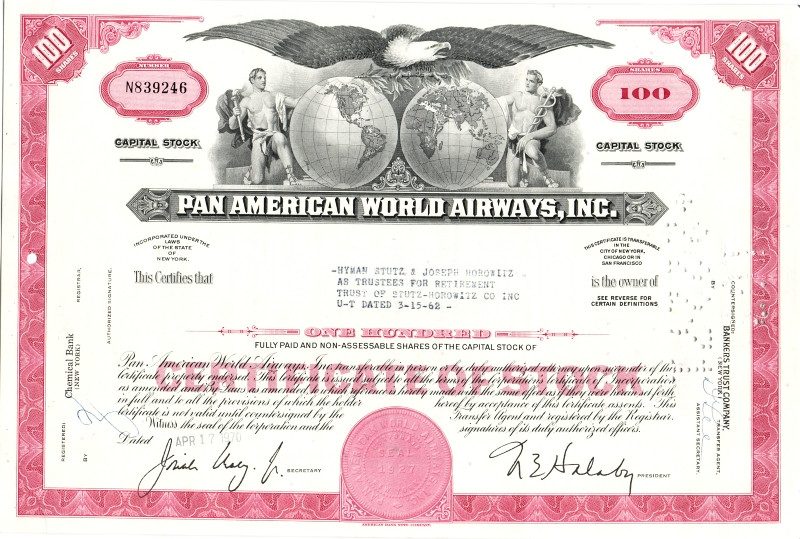 100
SHARES
100
SHARES
NUMBER
N839246
SHARES
100
CAPITAL STOCK
CAPITAL STOCK
PAN AMERICAN WORLD AIRWAYS, INC.
INCORPORATED UNDER THE
LAWS
OF THE STATE
OF
NEW YORK.
THIS CERTIFICATE IS TRANSFERABLE
IN THE
CITY OF NEW YORK,
CHICAGO OR IN
SAN FRANCISCO
This Certifies that
-HYMAN STUTZ & JOSEPH HOROWITZ
AS TRUSTEES FOR RETIREMENT
TRUST OF STUTZ-HOROWITZ CO INC
U-T DATED 3-15-62 -
is the owner of
SEE REVERSE FOR
CERTAIN DEFINITIONS
ONE HUNDRED
FULLY PAID AND NON-ASSESSABLE SHARES OF THE CAPITAL STOCK OF
Pan American World Airways, Inc. transferable in person or by duly authorized attorney upon surrender of this
certificate properly endorsed. This certificate is issued subject to all the terms of the
as amended and By-Laws as amended, to which reference is hereby made with the same effect as if they were herein set forth
in full and to all the provisions of which the holder hereof by acceptance of this certificate assents. This
certificate is not valid until countersigned by the Transfer Agent and registered by the Registrar.
Witness the seal of the corporation and the signatures of its duly authorized officers.
CERTIFICATE OF STOCK
Dated APR 17 1970
SECRETARY
N E Halaby
PRESIDENT
SEAL
1927
REGISTERED:
Chemical Bank
(NEW YORK)
REGISTRAR,
BY
AUTHORIZED SIGNATURE.
COUNTERSIGNED:
BANKERS TRUST COMPANY,
(NEW YORK)
TRANSFER AGENT,
BY
ASSISTANT SECRETARY.
AMERICAN BANK NOTE COMPANY.